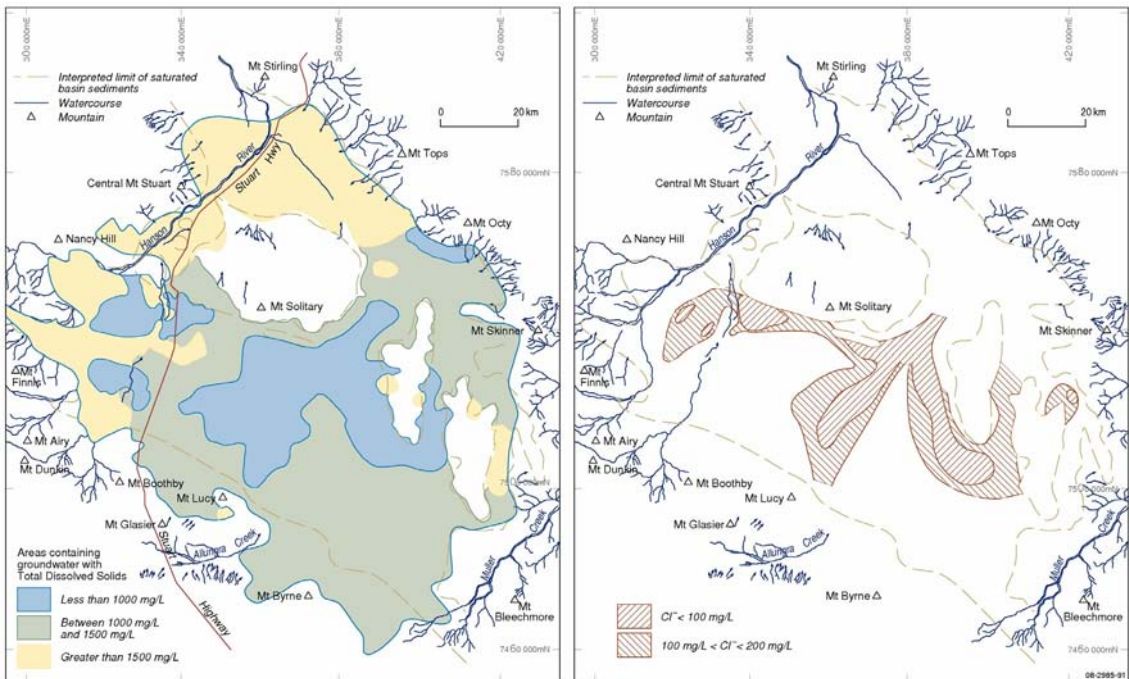 300 000mE
340 000mE
380 000mE
420 000mE
Interpreted limit of saturated
basin sediments
Watercourse
Mountain
Mt Stirling
0
20 km
River
Hwy
Stuart
Hanson
Mt Tops
7580 000mN
Central Mt Stuart
Mt Octy
Nancy Hill
Mt Solitary
Mt Skinner
Mt
Finnis
Mt Airy
Mt Dunkin
Mt Boothby
7500 000mN
Mt Lucy
Mt Glasier
Stuart
Highway
Allungra Creek
Muller
Creek
Mt Byrne
Mt
Bleechmore
7460 000mN
Areas containing
groundwater with
Total Dissolved Solids
Less than 1000 mg/L
Between 1000 mg/L
and 1500 mg/L
Greater than 1500 mg/L
300 000mE
340 000mE
380 000mE
420 000mE
Interpreted limit of saturated
basin sediments
Watercourse
Mountain
Mt Stirling
0
20 km
River
Hanson
Mt Tops
7580 000mN
Central Mt Stuart
Mt Octy
Nancy Hill
Mt Solitary
Mt Skinner
Mt
Finnis
Mt Airy
Mt Dunkin
Mt Boothby
7500 000mN
Mt Lucy
Mt Glasier
Allungra
Creek
Muller
Creek
Mt Byrne
Mt
Bleechmore
7460 000mN
Cl⁻ < 100 mg/L
100 mg/L < Cl⁻ < 200 mg/L
08-2985-91